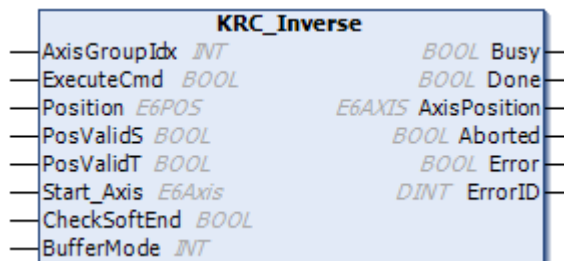 KRC_Inverse
AxisGroupIdx INT BOOL Busy
ExecuteCmd BOOL BOOL Done
Position E6POS E6AXIS AxisPosition
PosValidS BOOL BOOL Aborted
PosValidT BOOL BOOL Error
Start_Axis E6Axis DINT ErrorID
CheckSoftEnd BOOL
BufferMode INT